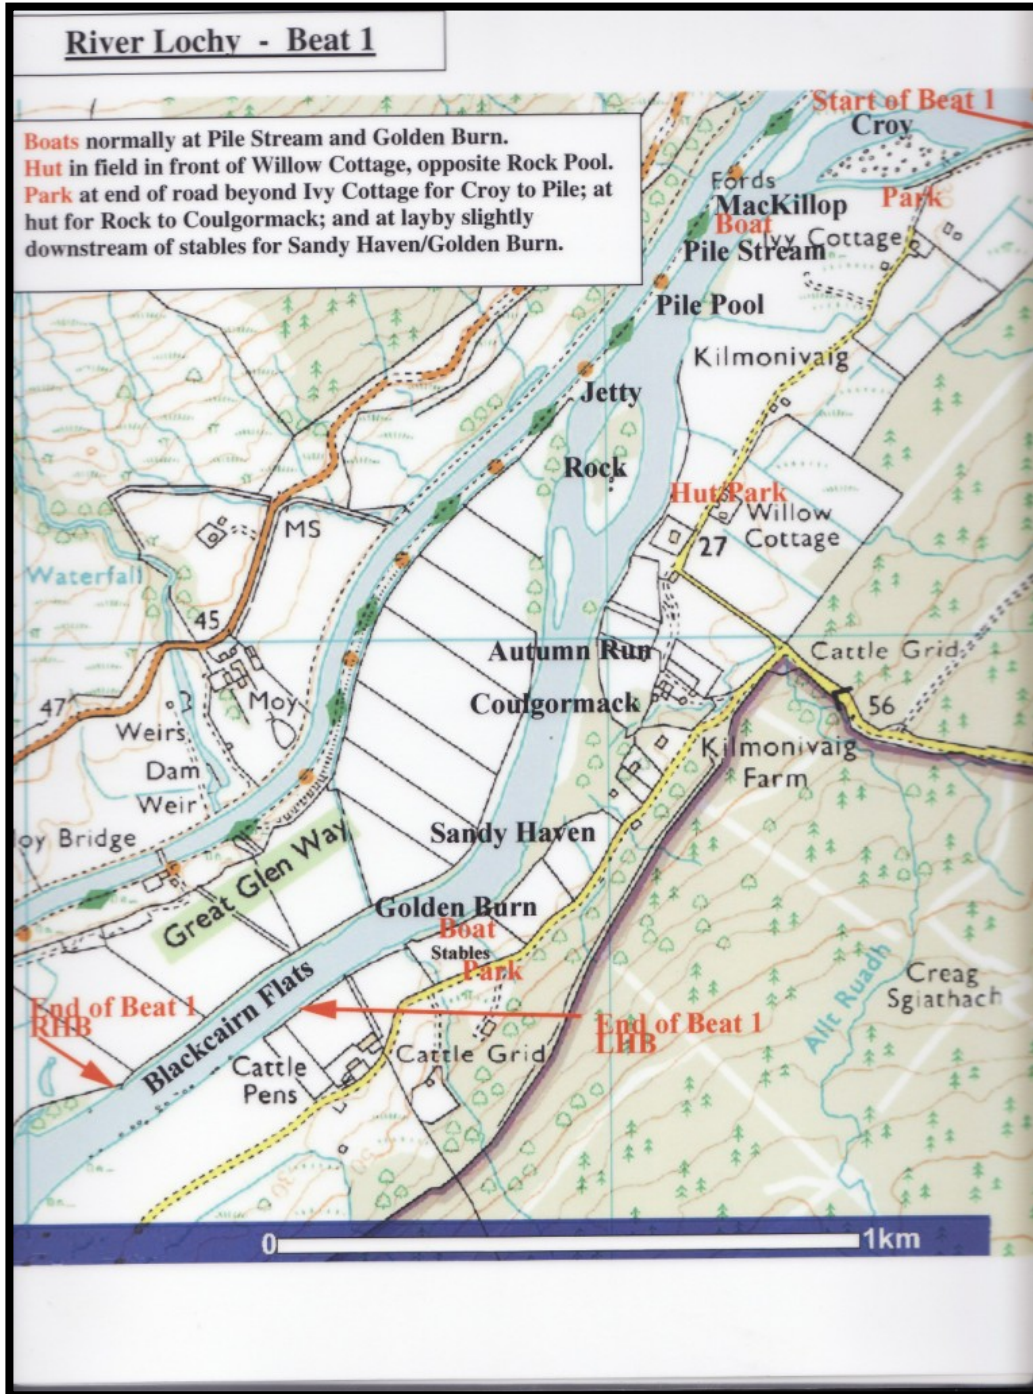 River Lochy - Beat 1
Boats normally at Pile Stream and Golden Burn.
Hut in field in front of Willow Cottage, opposite Rock Pool.
Park at end of road beyond Ivy Cottage for Croy to Pile; at
hut for Rock to Coulgormack; and at layby slightly
downstream of stables for Sandy Haven/Golden Burn.
Start of Beat 1
Croy
Fords
Park
MacKillop
Boat
Ivy Cottage
Pile Stream
Pile Pool
Kilmonivaig
Jetty
Rock
Hut Park
Willow
Cottage
27
MS
Waterfall
45
47
Moy
Weirs
Dam
Weir
Autumn Run
Cattle Grid
Coulgormack
56
Kilmonivaig
Farm
Sandy Haven
oy Bridge
Great Glen Way
Golden Burn
Boat
Stables
Park
Creag
Sgiathach
Allt Ruadh
End of Beat 1
RHB
Blackcairn Flats
End of Beat 1
LHB
Cattle Grid
Cattle
Pens
0
1km